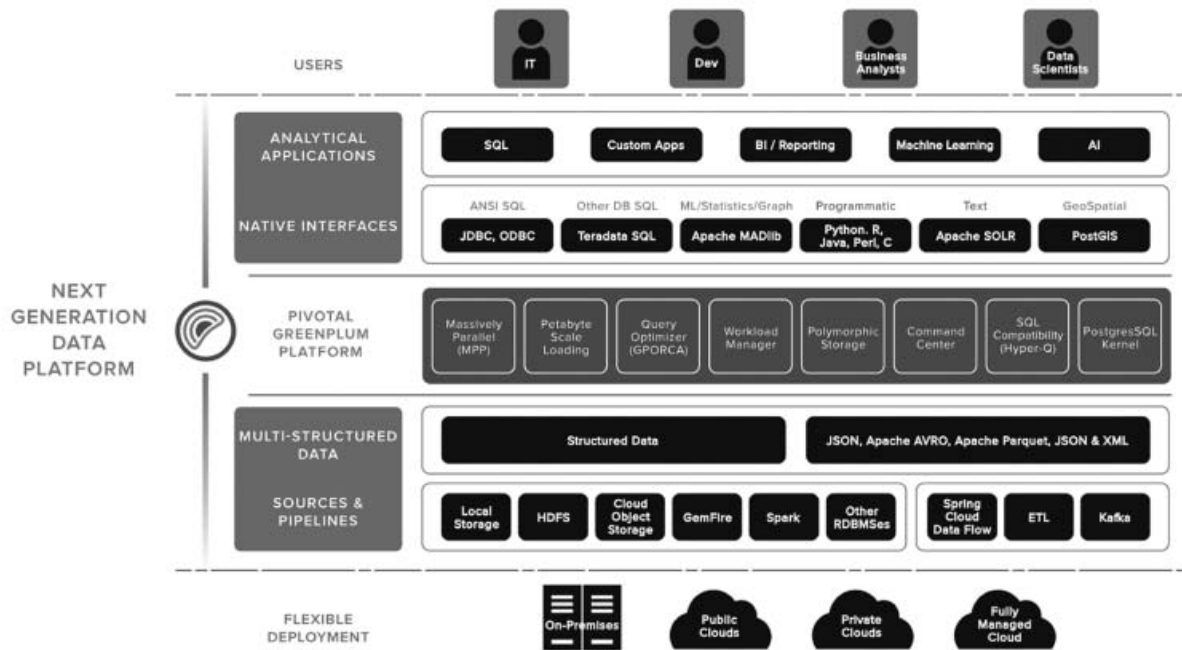 USERS
IT
Dev
Business
Analysts
Data
Scientists
ANALYTICAL
APPLICATIONS
SQL
Custom Apps
BI / Reporting
Machine Learning
AI
NATIVE INTERFACES
ANSI SQL
JDBC, ODBC
Other DB SQL
Teradata SQL
ML/Statistics/Graph
Apache MADlib
Programmatic
Python. R,
Java, Perl, C
Text
Apache SOLR
GeoSpatial
PostGIS
NEXT
GENERATION
DATA
PLATFORM
PIVOTAL
GREENPLUM
PLATFORM
Massively
Parallel
(MPP)
Petabyte
Scale
Loading
Query
Optimizer
(GPORCA)
Workload
Manager
Polymorphic
Storage
Command
Center
SQL
Compatibility
(Hyper-Q)
PostgresSQL
Kernel
MULTI-STRUCTURED
DATA
Structured Data
JSON, Apache AVRO, Apache Parquet, JSON & XML
SOURCES &
PIPELINES
Local
Storage
HDFS
Cloud
Object
Storage
GemFire
Spark
Other
RDBMSes
Spring
Cloud
Data Flow
ETL
Kafka
FLEXIBLE
DEPLOYMENT
On-Premises
Public
Clouds
Private
Clouds
Fully
Managed
Cloud